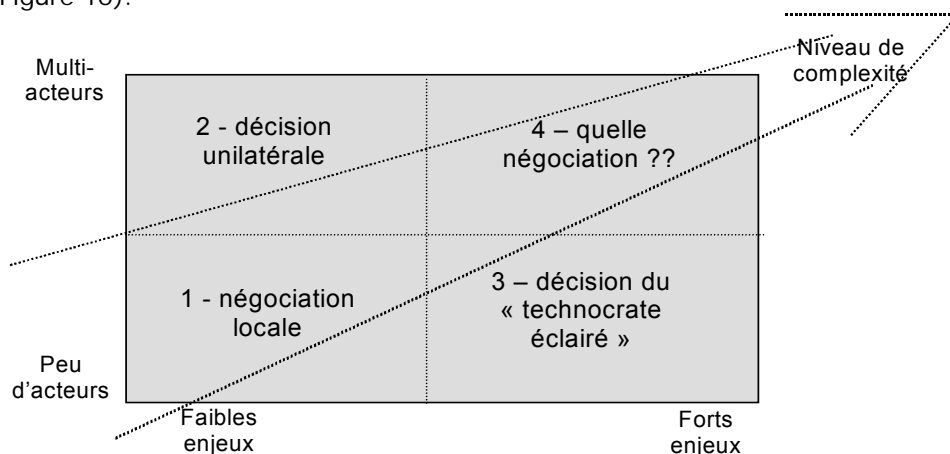 Figure 16).
Niveau de
complexité
Multi-
acteurs
2 - décision
unilatérale
4 – quelle
négociation ??
1 - négociation
locale
3 – décision du
« technocrate
éclairé »
Peu
d'acteurs
Faibles
enjeux
Forts
enjeux